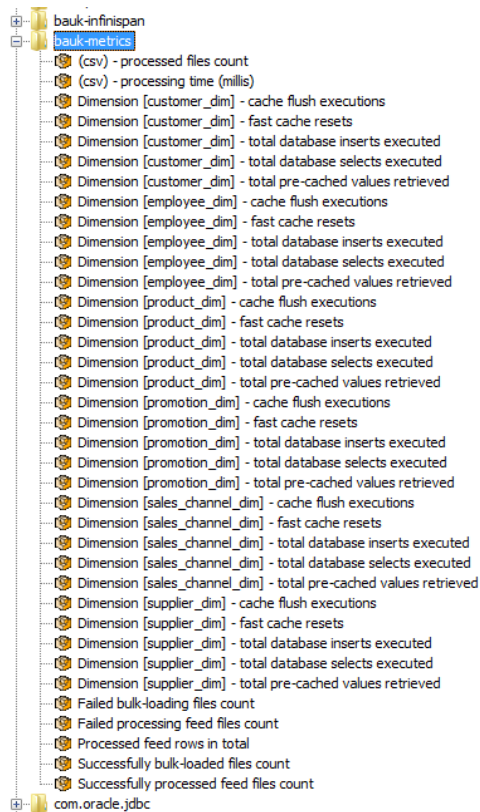 bauk-infinispan
bauk-metrics
(csv) - processed files count
(csv) - processing time (millis)
Dimension [customer_dim] - cache flush executions
Dimension [customer_dim] - fast cache resets
Dimension [customer_dim] - total database inserts executed
Dimension [customer_dim] - total database selects executed
Dimension [customer_dim] - total pre-cached values retrieved
Dimension [employee_dim] - cache flush executions
Dimension [employee_dim] - fast cache resets
Dimension [employee_dim] - total database inserts executed
Dimension [employee_dim] - total database selects executed
Dimension [employee_dim] - total pre-cached values retrieved
Dimension [product_dim] - cache flush executions
Dimension [product_dim] - fast cache resets
Dimension [product_dim] - total database inserts executed
Dimension [product_dim] - total database selects executed
Dimension [product_dim] - total pre-cached values retrieved
Dimension [promotion_dim] - cache flush executions
Dimension [promotion_dim] - fast cache resets
Dimension [promotion_dim] - total database inserts executed
Dimension [promotion_dim] - total database selects executed
Dimension [promotion_dim] - total pre-cached values retrieved
Dimension [sales_channel_dim] - cache flush executions
Dimension [sales_channel_dim] - fast cache resets
Dimension [sales_channel_dim] - total database inserts executed
Dimension [sales_channel_dim] - total database selects executed
Dimension [sales_channel_dim] - total pre-cached values retrieved
Dimension [supplier_dim] - cache flush executions
Dimension [supplier_dim] - fast cache resets
Dimension [supplier_dim] - total database inserts executed
Dimension [supplier_dim] - total database selects executed
Dimension [supplier_dim] - total pre-cached values retrieved
Failed bulk-loading files count
Failed processing feed files count
Processed feed rows in total
Successfully bulk-loaded files count
Successfully processed feed files count
com.oracle.jdbc